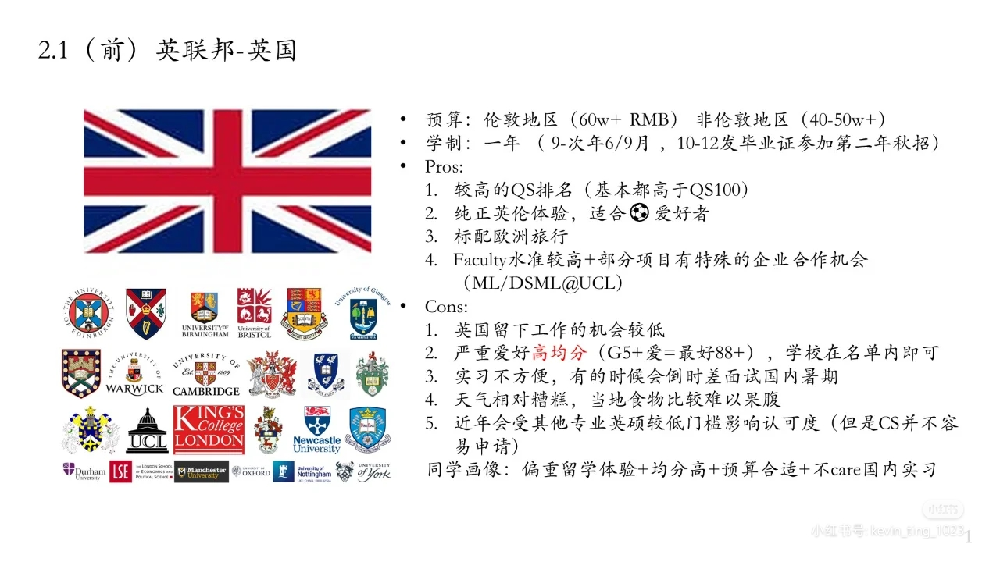 2.1（前）英联邦-英国
• 预算：伦敦地区（60w+ RMB） 非伦敦地区（40-50w+）
• 学制：一年 （ 9-次年6/9月 ，10-12发毕业证参加第二年秋招）
• Pros:
1. 较高的QS排名（基本都高于QS100）
2. 纯正英伦体验，适合⚽爱好者
3. 标配欧洲旅行
4. Faculty水准较高+部分项目有特殊的企业合作机会
（ML/DSML@UCL）
• Cons:
1. 英国留下工作的机会较低
2. 严重爱好高均分（G5+爱=最好88+），学校在名单内即可
3. 实习不方便，有的时候会倒时差面试国内暑期
4. 天气相对糟糕，当地食物比较难以果腹
5. 近年会受其他专业英硕较低门槛影响认可度（但是CS并不容
易申请）
同学画像：偏重留学体验+均分高+预算合适+不care国内实习
THE UNIVERSITY OF EDINBURGH
UNIVERSITY OF
BIRMINGHAM
University of
BRISTOL
University of Glasgow
VIA VERITAS VITA
THE UNIVERSITY OF
WARWICK
UNIVERSITY OF
Est. 1209
CAMBRIDGE
UCL
KING'S
College
LONDON
Newcastle
University
Durham
University
LSE
THE LONDON SCHOOL
OF ECONOMICS AND
POLITICAL SCIENCE
Manchester
University
UNIVERSITY OF
OXFORD
University of
Nottingham
UK | CHINA | MALAYSIA
UNIVERSITY
of York
小红书
小红书号: kevin_ting_1023
1